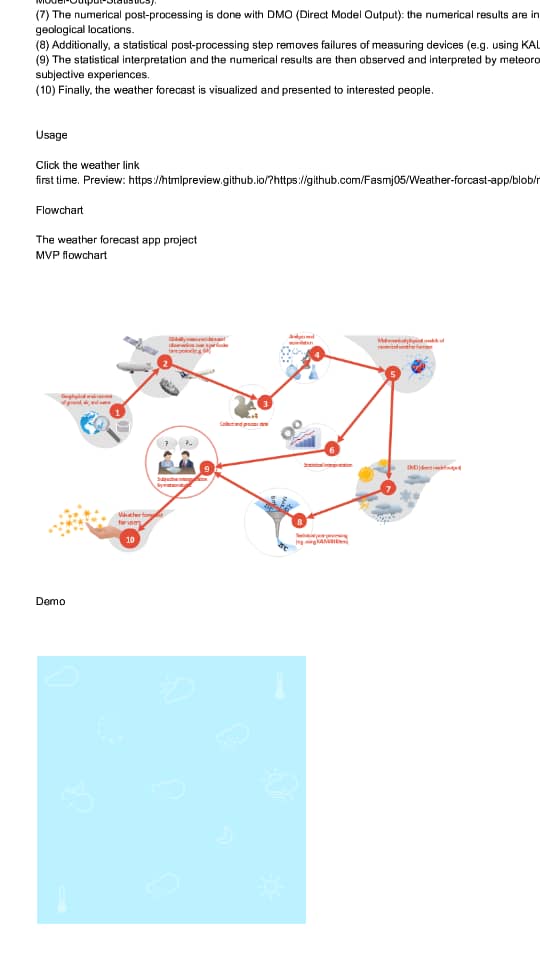 Model-Output-Statistics).
(7) The numerical post-processing is done with DMO (Direct Model Output): the numerical results are in
geological locations.
(8) Additionally, a statistical post-processing step removes failures of measuring devices (e.g. using KAL
(9) The statistical interpretation and the numerical results are then observed and interpreted by meteoro
subjective experiences.
(10) Finally, the weather forecast is visualized and presented to interested people.
Usage
Click the weather link
first time. Preview: https://htmlpreview.github.io/?https://github.com/Fasmj05/Weather-forcast-app/blob/r
Flowchart
The weather forecast app project
MVP flowchart
Analysis and
2
4
5
1
3
Collect and process data
? ?..
6
9
Statistical interpretation
DMO (direct model output)
7
Weather forecast
for users
8
10
Demo